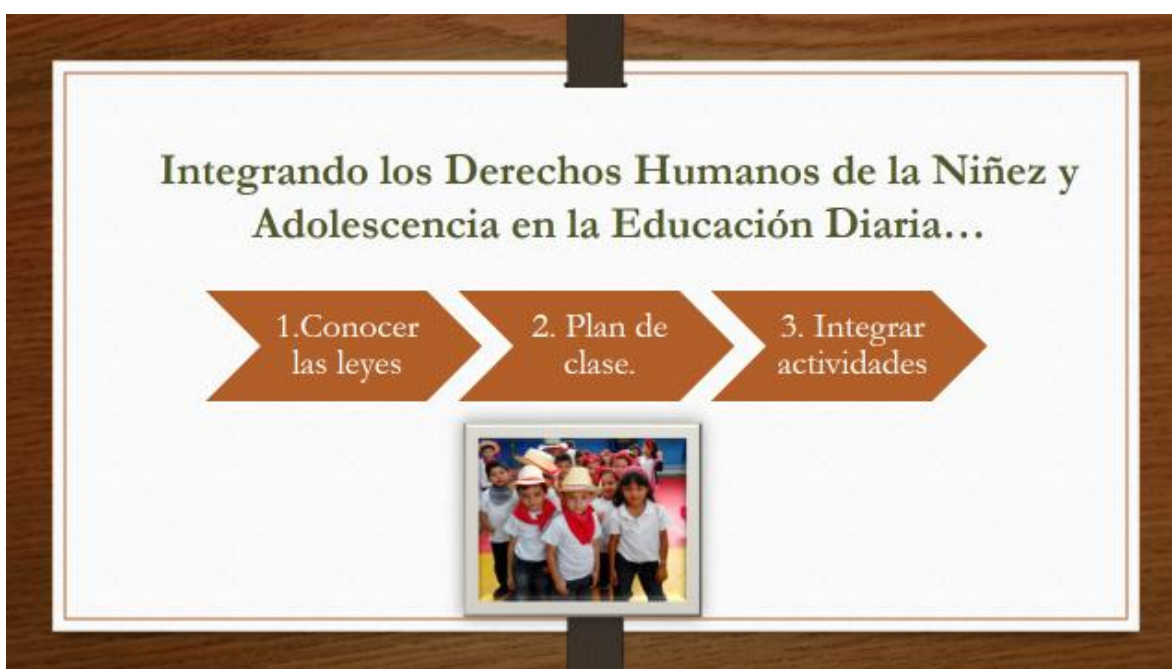 Integrando los Derechos Humanos de la Niñez y
Adolescencia en la Educación Diaria…
1.Conocer
las leyes
2. Plan de
clase.
3. Integrar
actividades